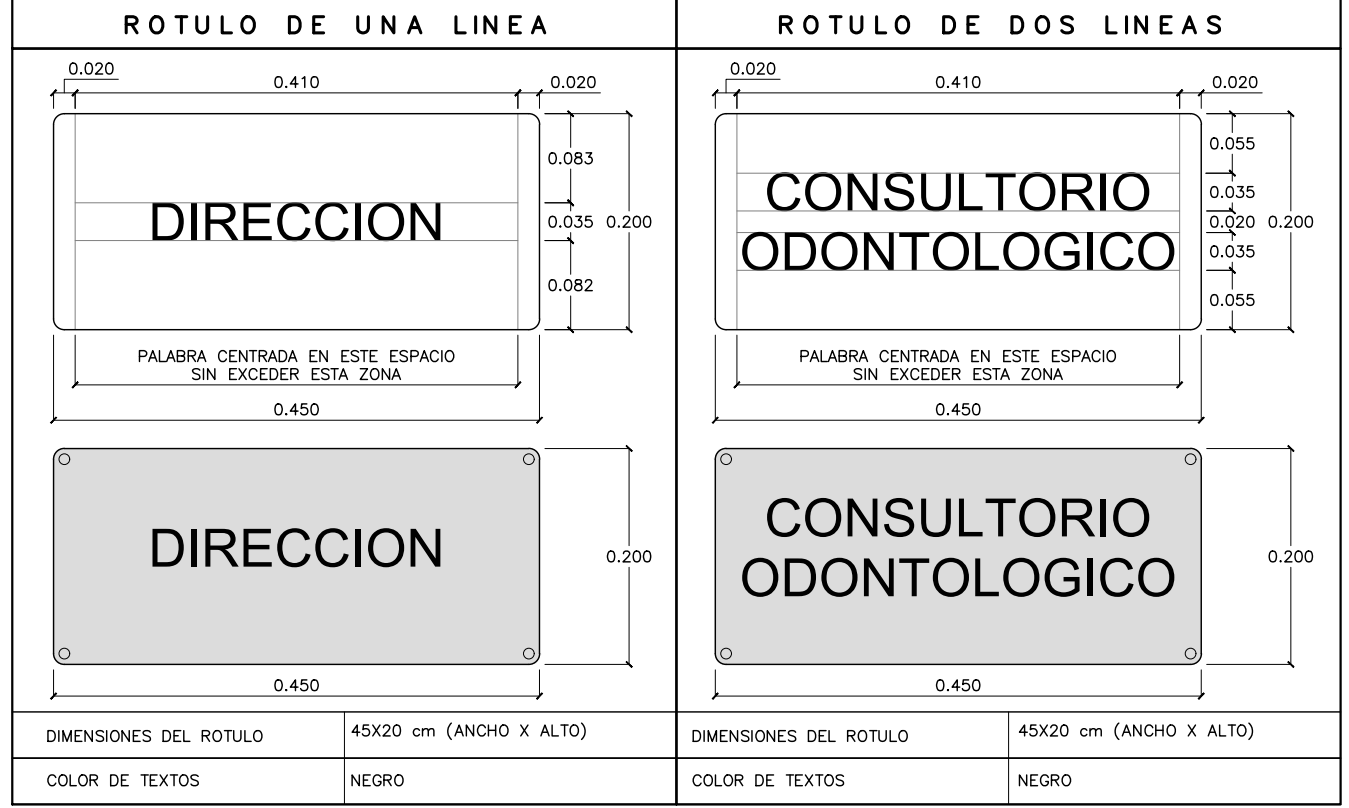 ROTULO DE UNA LINEA
0.020
0.410
0.020
0.083
DIRECCION
0.035
0.200
0.082
PALABRA CENTRADA EN ESTE ESPACIO
SIN EXCEDER ESTA ZONA
0.450
DIRECCION
0.200
0.450
DIMENSIONES DEL ROTULO
45X20 cm (ANCHO X ALTO)
COLOR DE TEXTOS
NEGRO
ROTULO DE DOS LINEAS
0.020
0.410
0.020
0.055
CONSULTORIO
0.035
0.020
0.200
ODONTOLOGICO
0.035
0.055
PALABRA CENTRADA EN ESTE ESPACIO
SIN EXCEDER ESTA ZONA
0.450
CONSULTORIO
ODONTOLOGICO
0.200
0.450
DIMENSIONES DEL ROTULO
45X20 cm (ANCHO X ALTO)
COLOR DE TEXTOS
NEGRO